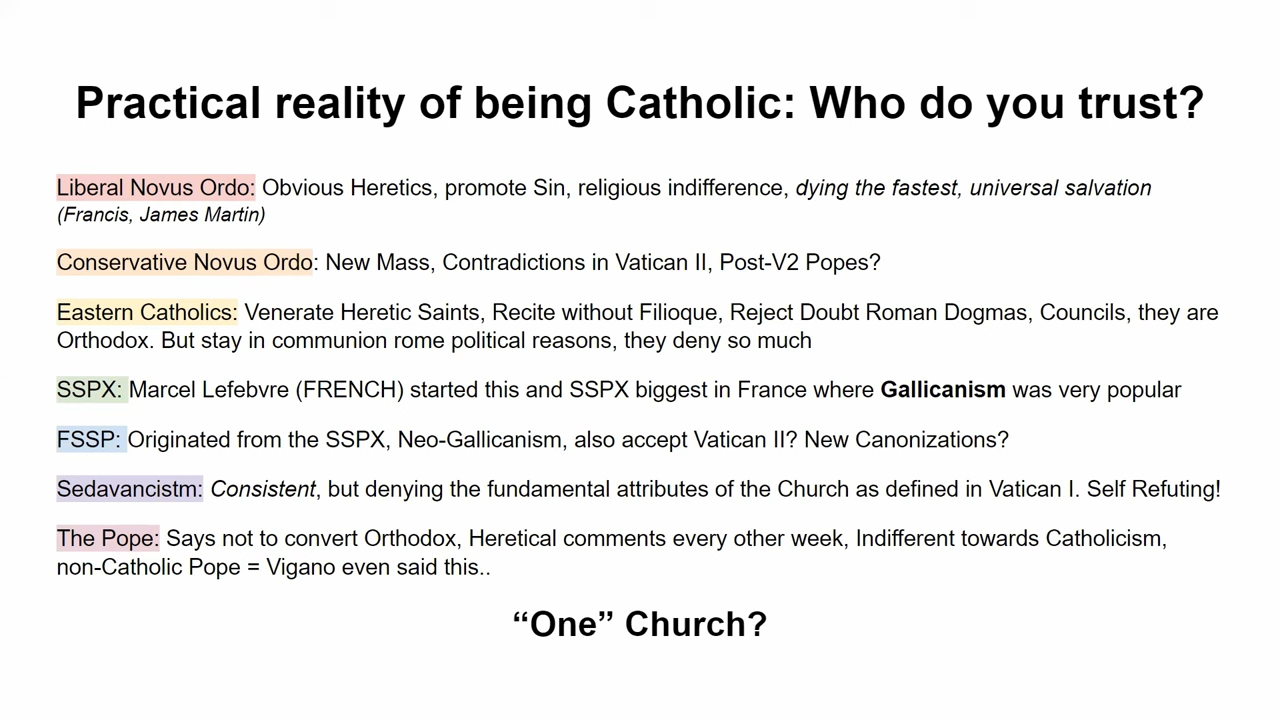 Practical reality of being Catholic: Who do you trust?
Liberal Novus Ordo: Obvious Heretics, promote Sin, religious indifference, dying the fastest, universal salvation
(Francis, James Martin)
Conservative Novus Ordo: New Mass, Contradictions in Vatican II, Post-V2 Popes?
Eastern Catholics: Venerate Heretic Saints, Recite without Filioque, Reject Doubt Roman Dogmas, Councils, they are
Orthodox. But stay in communion rome political reasons, they deny so much
SSPX: Marcel Lefebvre (FRENCH) started this and SSPX biggest in France where Gallicanism was very popular
FSSP: Originated from the SSPX, Neo-Gallicanism, also accept Vatican II? New Canonizations?
Sedavancistm: Consistent, but denying the fundamental attributes of the Church as defined in Vatican I. Self Refuting!
The Pope: Says not to convert Orthodox, Heretical comments every other week, Indifferent towards Catholicism,
non-Catholic Pope = Vigano even said this..
“One” Church?